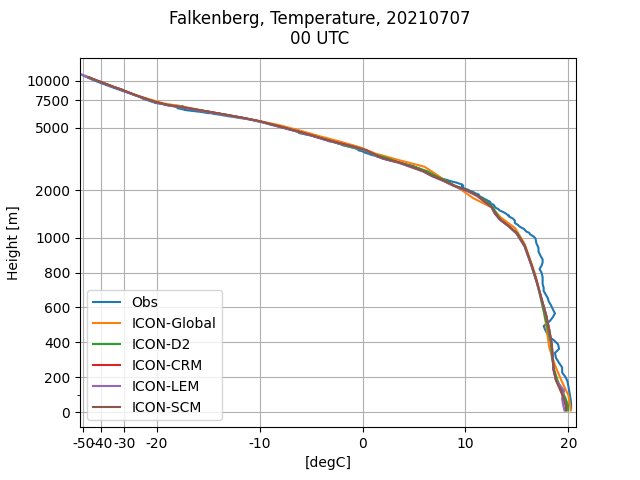 Falkenberg, Temperature, 20210707
00 UTC
Height [m]
10000
7500
5000
2000
1000
800
600
400
200
0
Obs
ICON-Global
ICON-D2
ICON-CRM
ICON-LEM
ICON-SCM
-50 -40 -30 -20 -10 0 10 20
[degC]